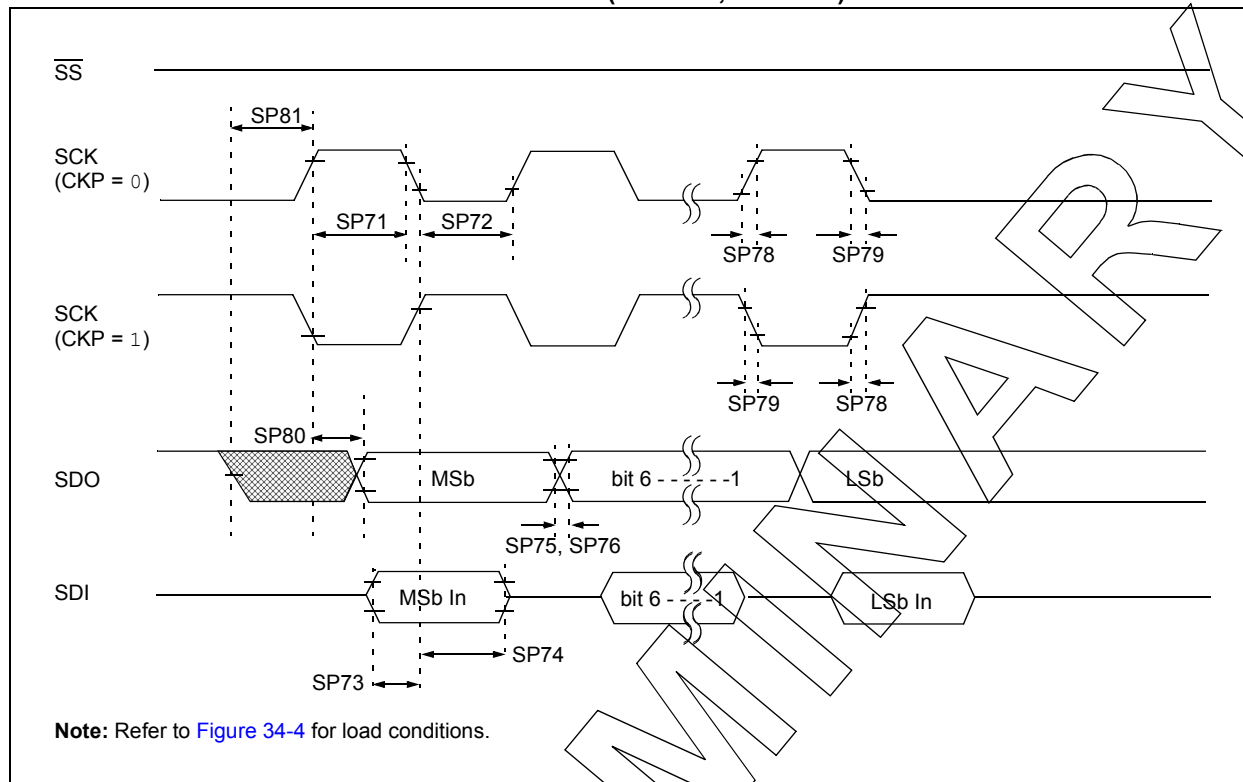 SS
SP81
SCK
(CKP = 0)
SP71 SP72
SP78 SP79
SCK
(CKP = 1)
SP79 SP78
SP80
SDO MSb bit 6 - - - - - -1 LSb
SP75, SP76
SDI MSb In bit 6 - - - -1 LSb In
SP74
SP73
Note: Refer to Figure 34-4 for load conditions.
MINARY